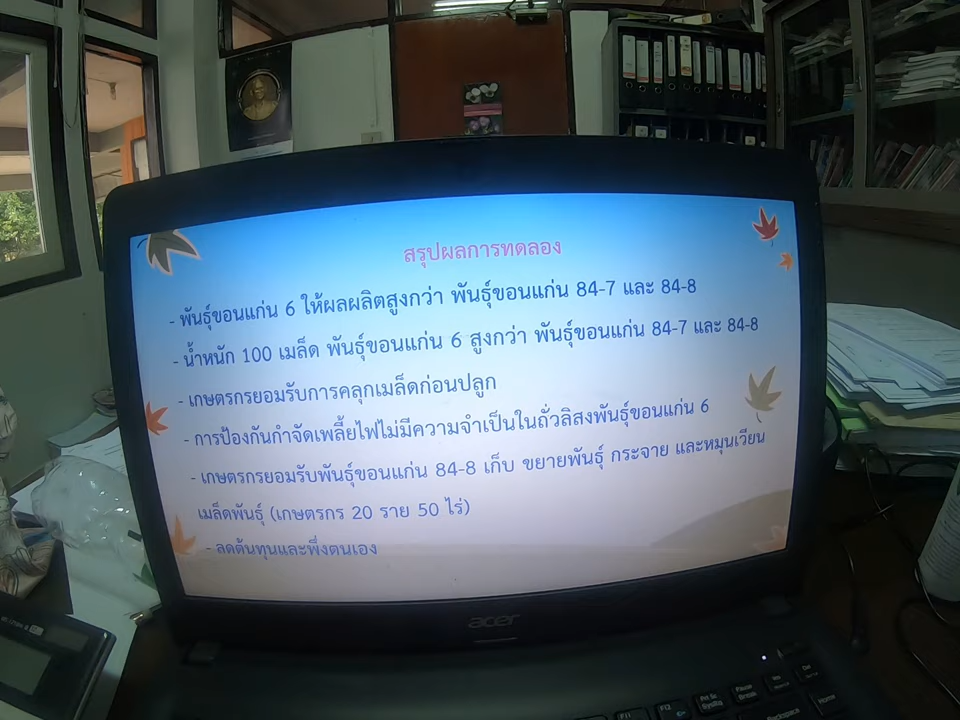 สรุปผลการทดลอง
- พันธุ์ขอนแก่น 6 ให้ผลผลิตสูงกว่า พันธุ์ขอนแก่น 84-7 และ 84-8
- น้ำหนัก 100 เมล็ด พันธุ์ขอนแก่น 6 สูงกว่า พันธุ์ขอนแก่น 84-7 และ 84-8
- เกษตรกรยอมรับการคลุกเมล็ดก่อนปลูก
- การป้องกันกำจัดเพลี้ยไฟไม่มีความจำเป็นในถั่วลิสงพันธุ์ขอนแก่น 6
- เกษตรกรยอมรับพันธุ์ขอนแก่น 84-8 เก็บ ขยายพันธุ์ กระจาย และหมุนเวียน
เมล็ดพันธุ์ (เกษตรกร 20 ราย 50 ไร่)
- ลดต้นทุนและพึ่งตนเอง
acer
Prt Sc
SysRq
Pause
Break
Home
Backspace